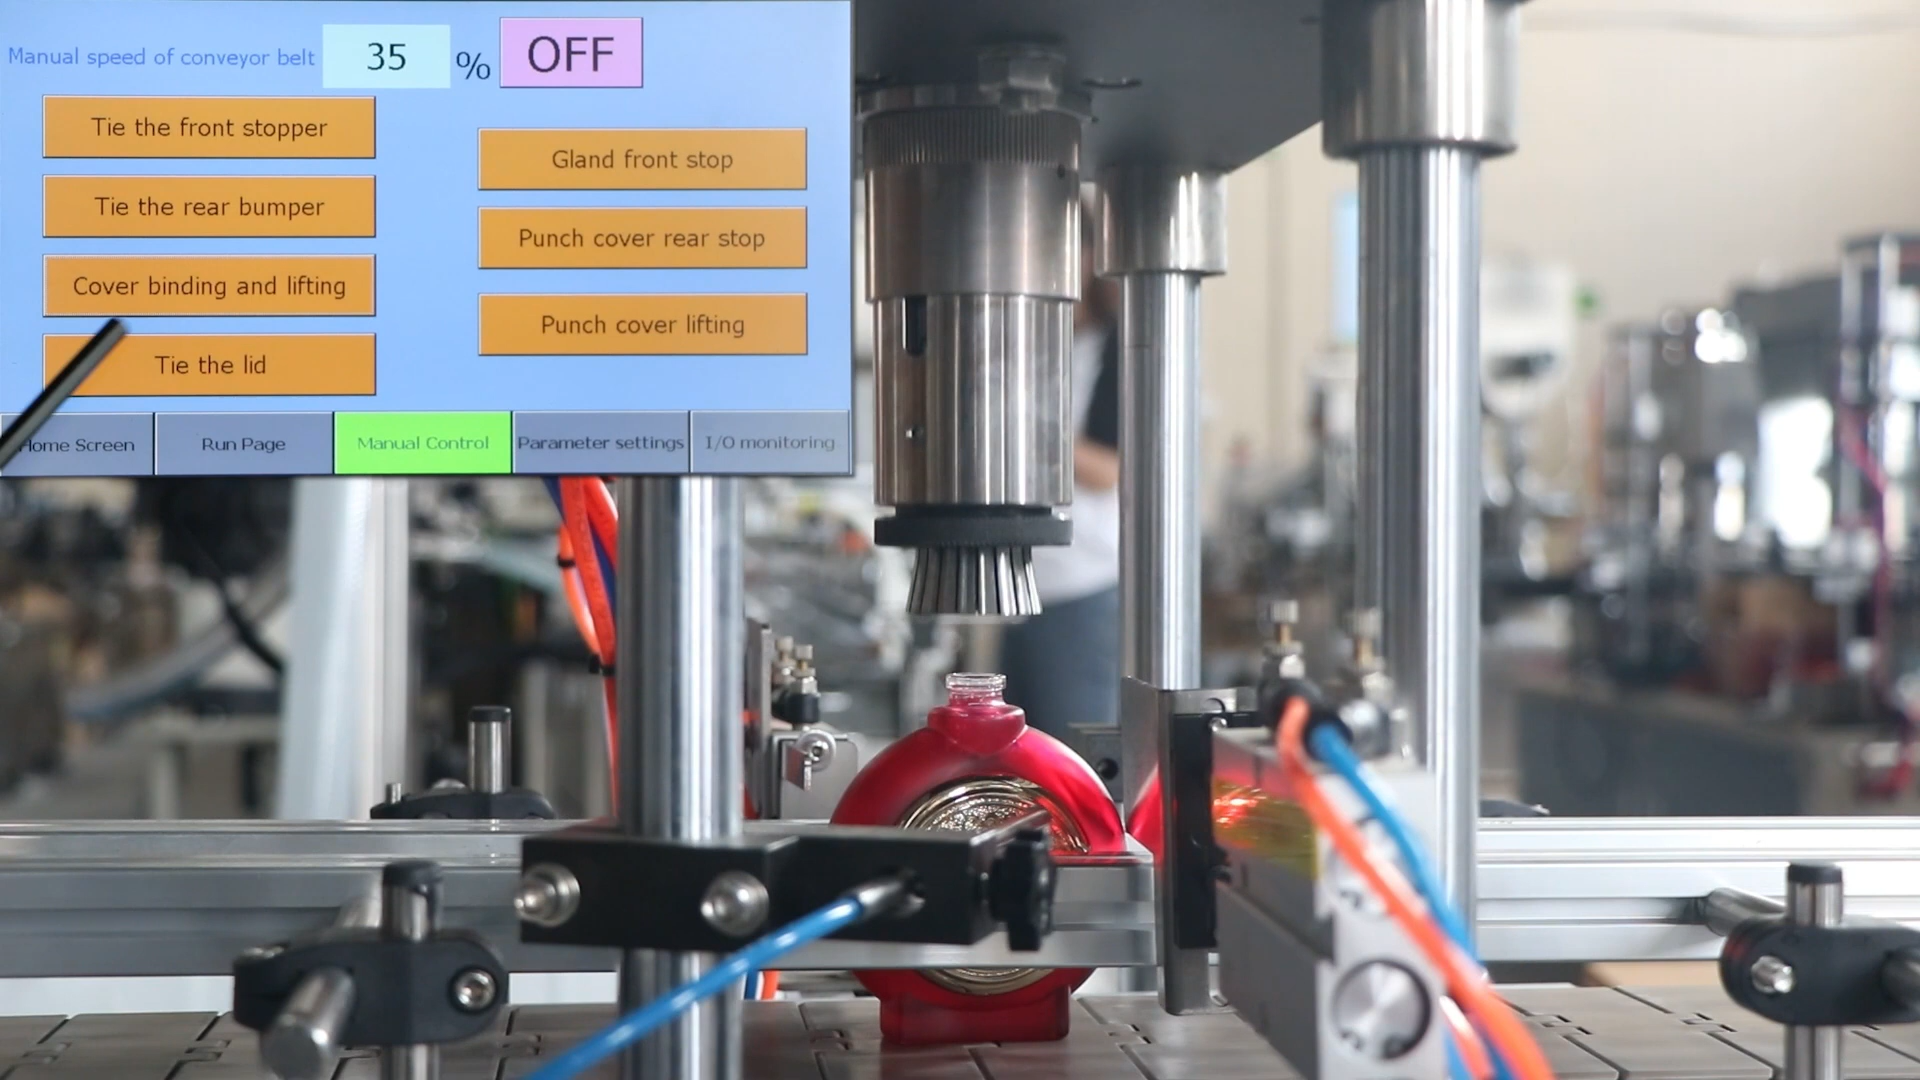 Manual speed of conveyor belt 35 % OFF
Tie the front stopper
Tie the rear bumper
Cover binding and lifting
Tie the lid
Gland front stop
Punch cover rear stop
Punch cover lifting
Home Screen
Run Page
Manual Control
Parameter settings
I/O monitoring